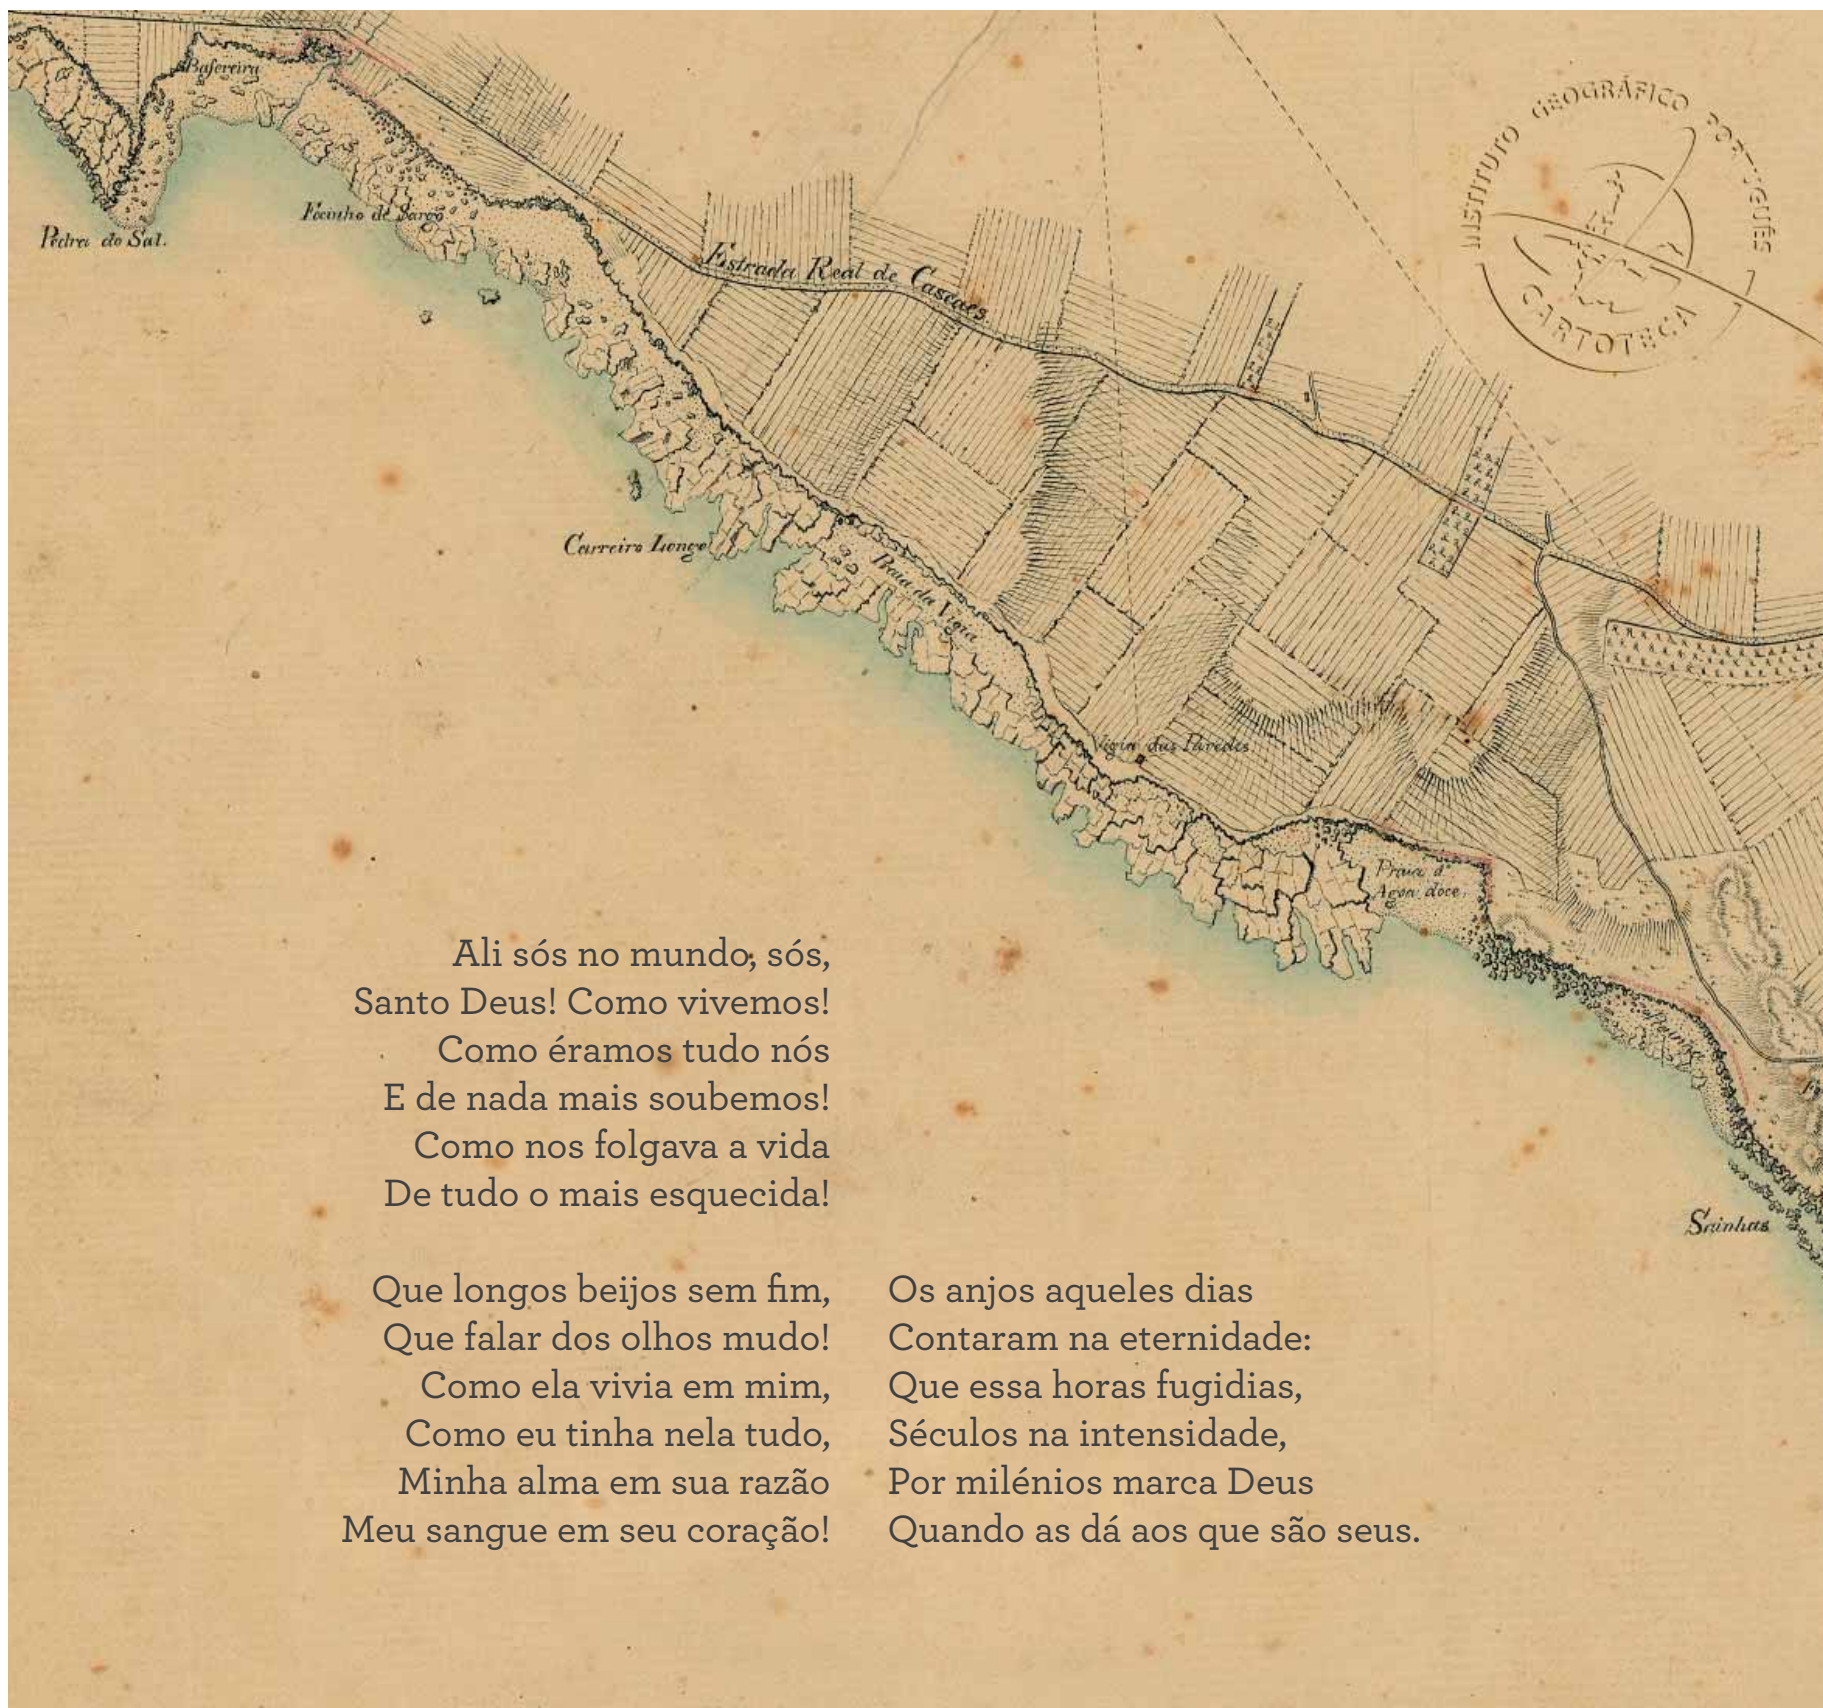 Bafereira
Pedra do Sal.
Focinho de Sargo
Estrada Real de Cascaes
INSTITUTO GEOGRÁFICO PORTUGUÊS
CARTOTECA
Carreiro Longo
Praia da Vigia
Vigia das Paredes
Praia d'
Agoa doce.
Sainhas
Ali sós no mundo, sós,
Santo Deus! Como vivemos!
Como éramos tudo nós
E de nada mais soubemos!
Como nos folgava a vida
De tudo o mais esquecida!
Que longos beijos sem fim,
Que falar dos olhos mudo!
Como ela vivia em mim,
Como eu tinha nela tudo,
Minha alma em sua razão
Meu sangue em seu coração!
Os anjos aqueles dias
Contaram na eternidade:
Que essa horas fugidias,
Séculos na intensidade,
Por milénios marca Deus
Quando as dá aos que são seus.